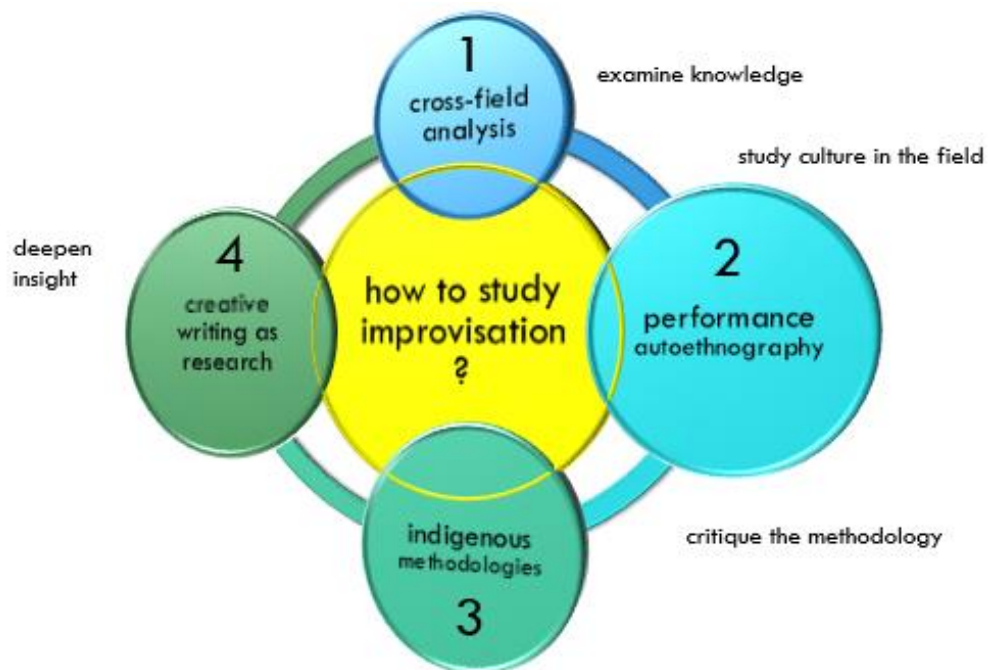 1
cross-field
analysis
examine knowledge
study culture in the field
2
performance
autoethnography
deepen
insight
4
creative
writing as
research
how to study
improvisation
?
indigenous
methodologies
3
critique the methodology